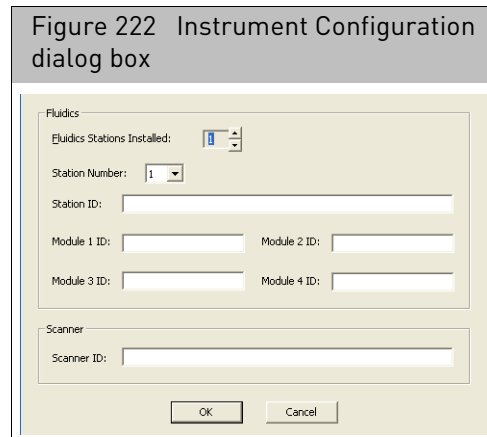 Figure 222 Instrument Configuration
dialog box
Fluidics
Fluidics Stations Installed: 1
Station Number: 1
Station ID:
Module 1 ID: Module 2 ID:
Module 3 ID: Module 4 ID:
Scanner
Scanner ID:
OK Cancel